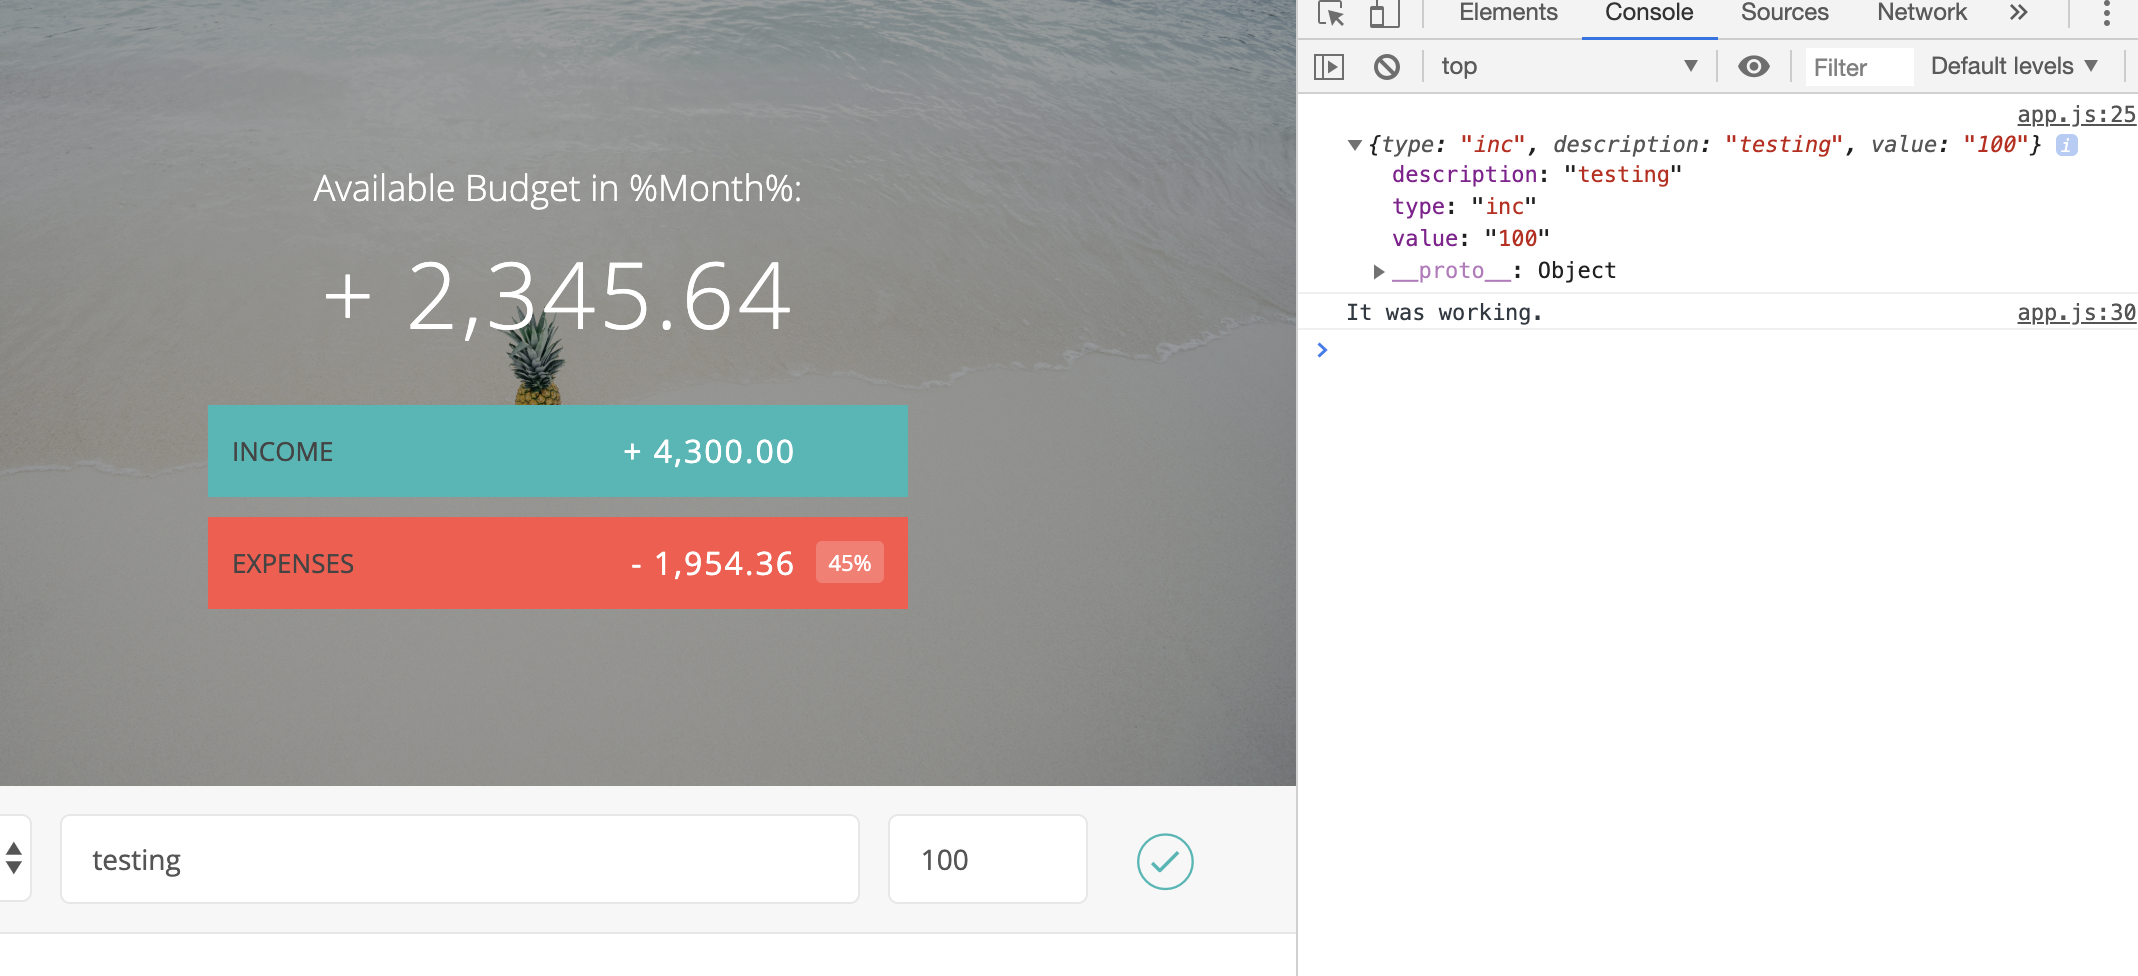 Available Budget in %Month%:
+ 2,345.64
INCOME + 4,300.00
EXPENSES - 1,954.36 45%
testing 100
Elements Console Sources Network »
top Filter Default levels
app.js:25
{type: "inc", description: "testing", value: "100"} i
description: "testing"
type: "inc"
value: "100"
__proto__: Object
It was working. app.js:30